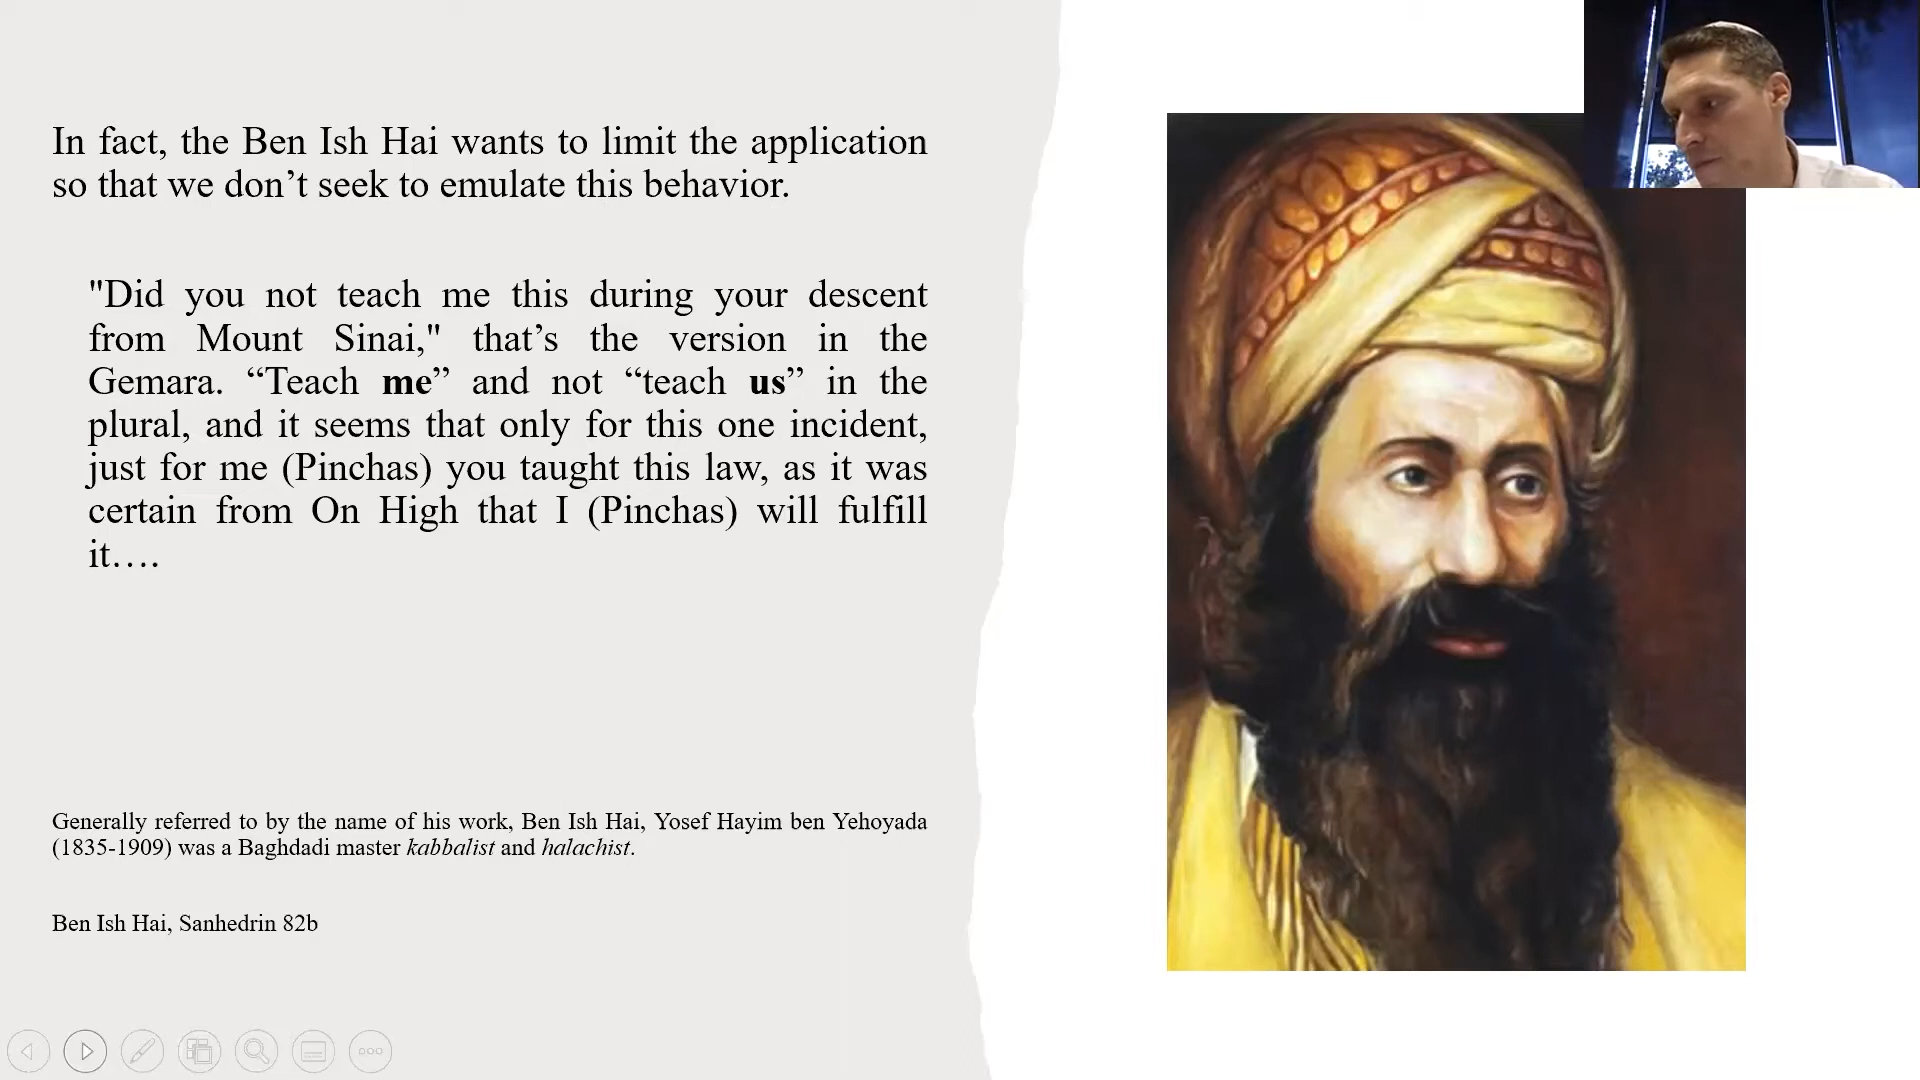 In fact, the Ben Ish Hai wants to limit the application
so that we don’t seek to emulate this behavior.
"Did you not teach me this during your descent
from Mount Sinai," that’s the version in the
Gemara. “Teach me” and not “teach us” in the
plural, and it seems that only for this one incident,
just for me (Pinchas) you taught this law, as it was
certain from On High that I (Pinchas) will fulfill
it….
Generally referred to by the name of his work, Ben Ish Hai, Yosef Hayim ben Yehoyada
(1835-1909) was a Baghdadi master kabbalist and halachist.
Ben Ish Hai, Sanhedrin 82b